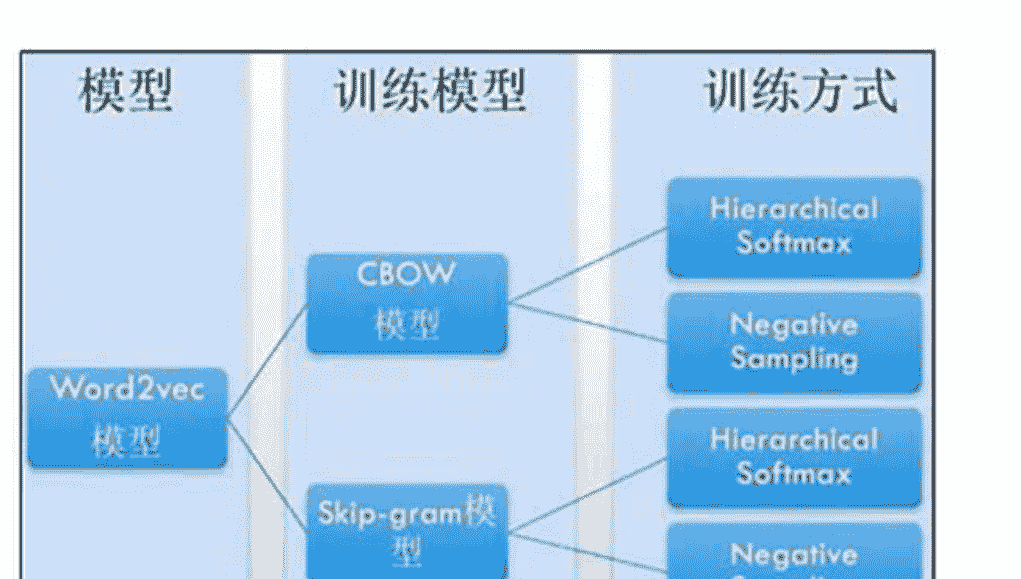 模型
训练模型
训练方式
Word2vec
模型
CBOW
模型
Skip-gram模
型
Hierarchical
Softmax
Negative
Sampling
Hierarchical
Softmax
Negative